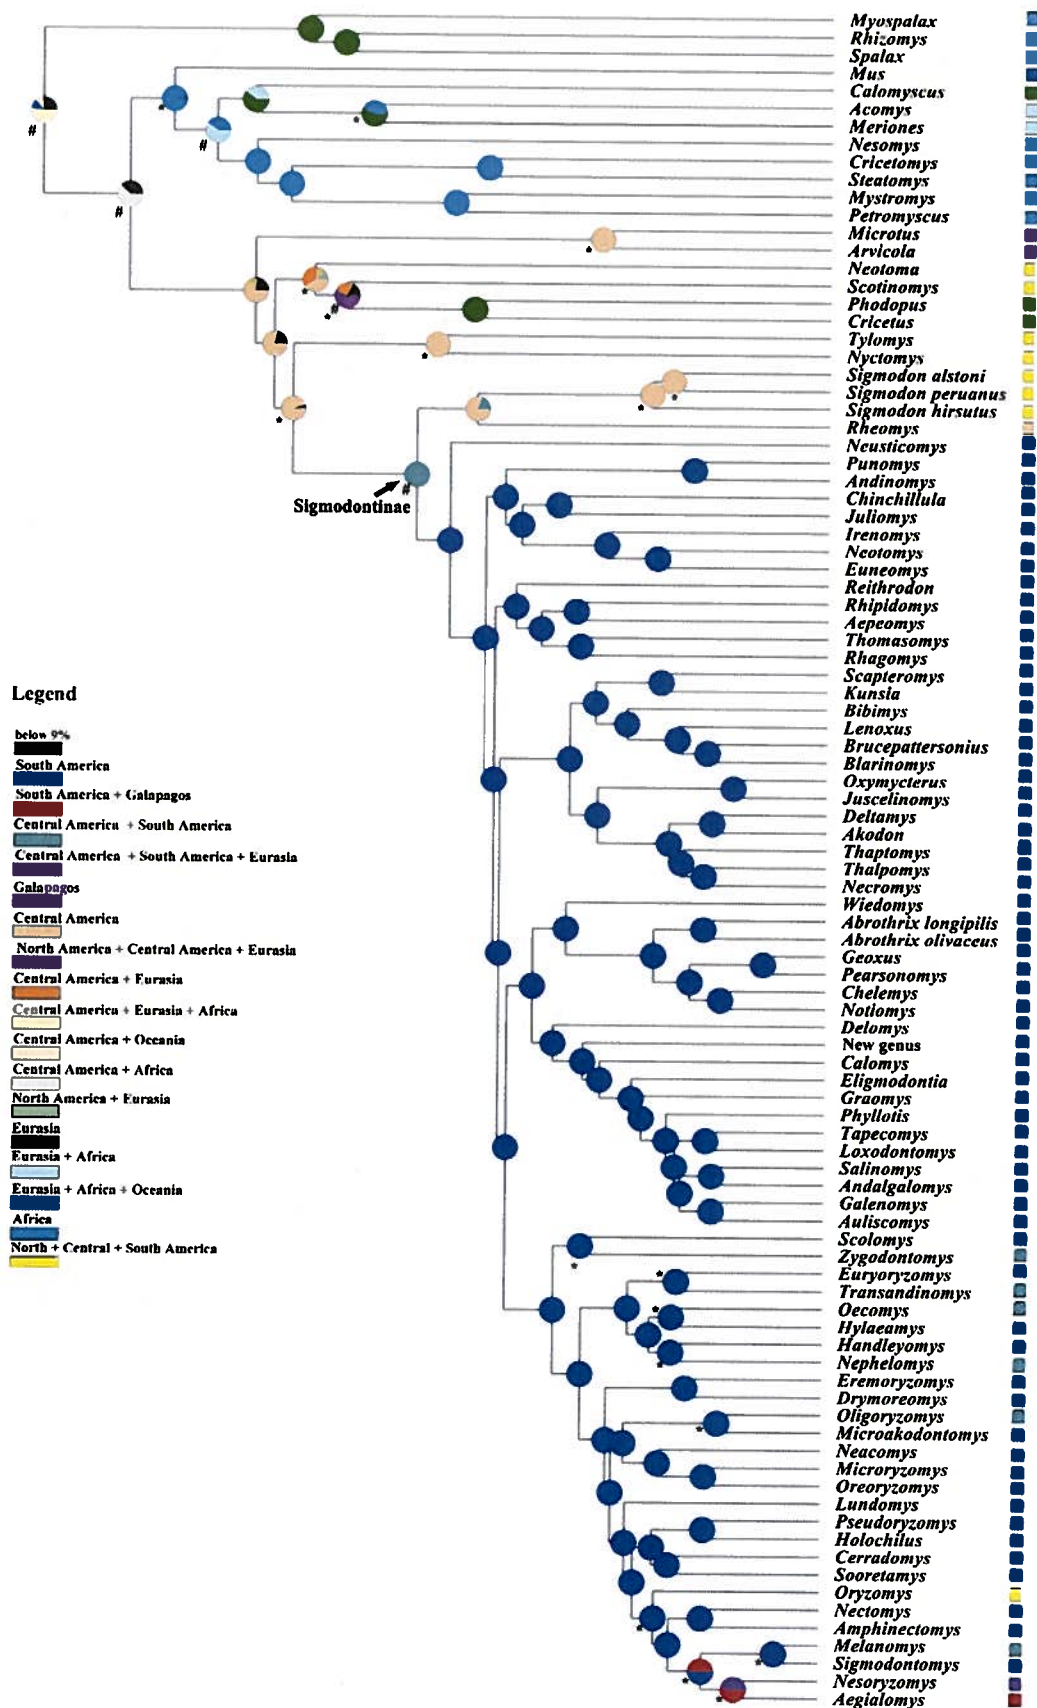 Myospalax
Rhizomys
Spalax
Mus
Calomyscus
Acomys
Meriones
Nesomys
Cricetomys
Steatomys
Mystromys
Petromyscus
Microtus
Arvicola
Neotoma
Scotinomys
Phodopus
Cricetus
Tylomys
Nyctomys
Sigmodon alstoni
Sigmodon peruanus
Sigmodon hirsutus
Rheomys
Neusticomys
Punomys
Andinomys
Chinchillula
Sigmodontinae
Juliomys
Irenomys
Neotomys
Euneomys
Reithrodon
Rhipidomys
Aepeomys
Thomasomys
Rhagomys
Scapteromys
Kunsia
Bibimys
Lenoxus
Brucepattersonius
Blarinomys
Oxymycterus
Juscelinomys
Deltamys
Akodon
Thaptomys
Thalpomys
Necromys
Wiedomys
Abrothrix longipilis
Abrothrix olivaceus
Geoxus
Pearsonomys
Chelemys
Notiomys
Delomys
New genus
Calomys
Eligmodontia
Graomys
Phyllotis
Tapecomys
Loxodontomys
Salinomys
Andalgalomys
Galenomys
Auliscomys
Scolomys
Zygodontomys
Euryoryzomys
Transandinomys
Oecomys
Hylaeamys
Handleyomys
Nephelomys
Eremoryzomys
Drymoreomys
Oligoryzomys
Microakodontomys
Neacomys
Microryzomys
Oreoryzomys
Lundomys
Pseudoryzomys
Holochilus
Cerradomys
Sooretamys
Oryzomys
Nectomys
Amphinectomys
Melanomys
Sigmodontomys
Nesoryzomys
Aegialomys
Legend
below 9%
South America
South America + Galapagos
Central America + South America
Central America + South America + Eurasia
Galapagos
Central America
North America + Central America + Eurasia
Central America + Eurasia
Central America + Eurasia + Africa
Central America + Oceania
Central America + Africa
North America + Eurasia
Eurasia
Eurasia + Africa
Eurasia + Africa + Oceania
Africa
North + Central + South America